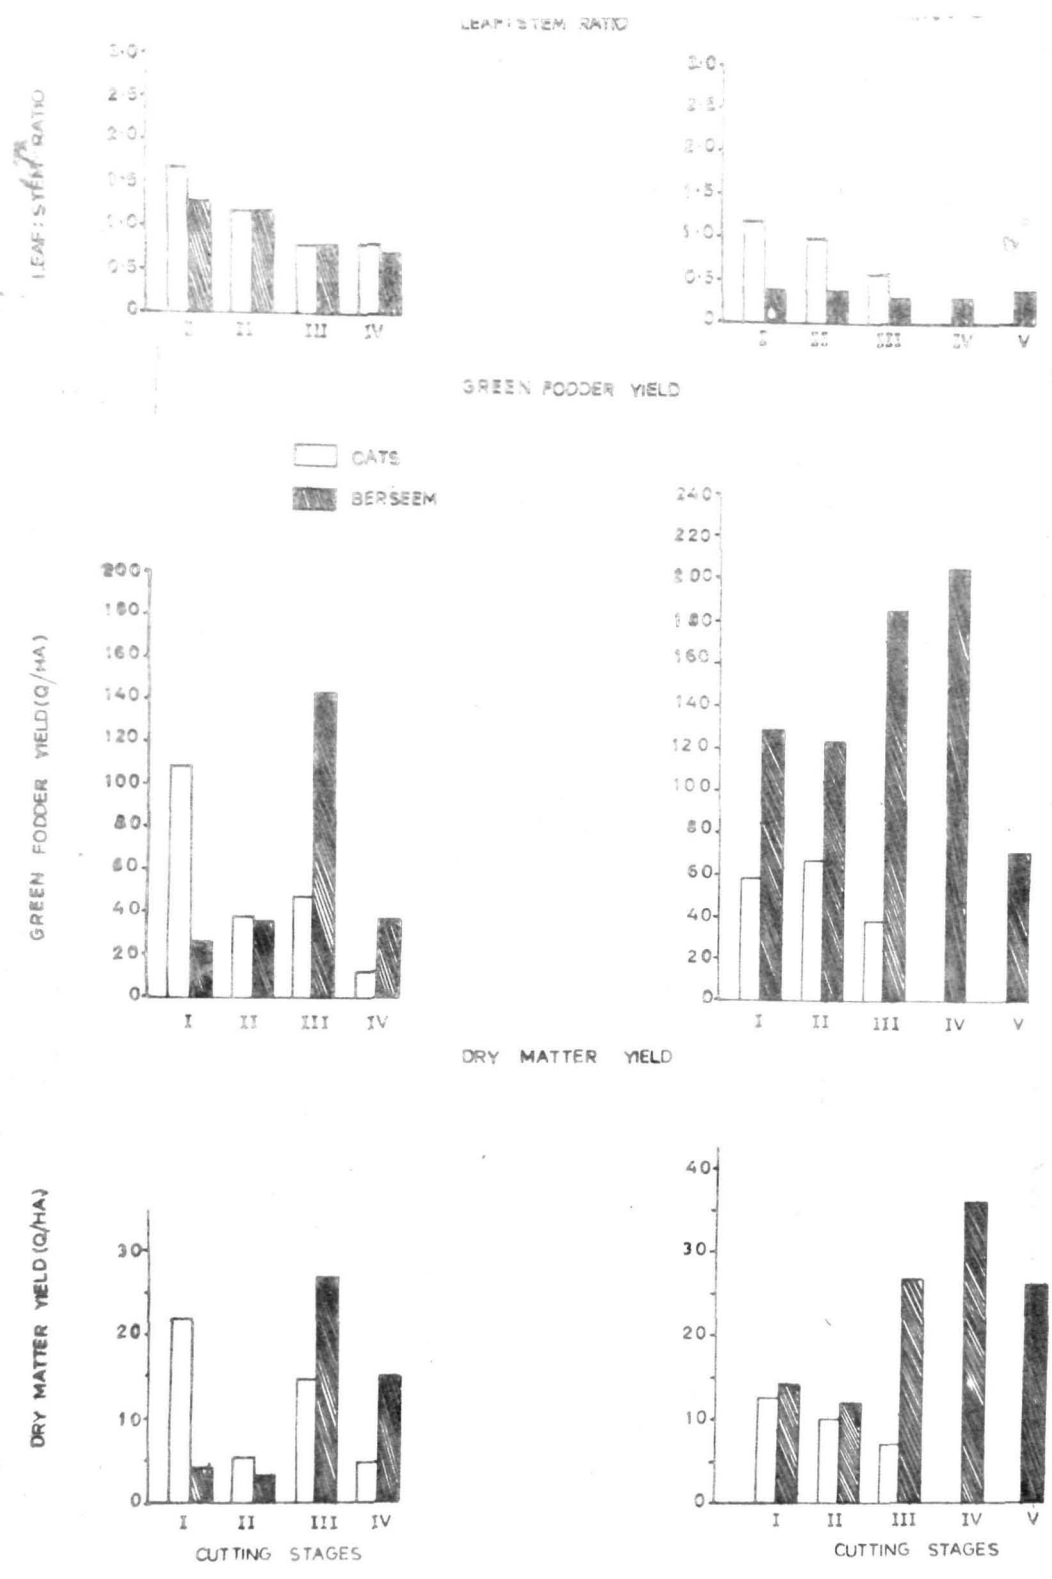 LEAF:STEM RATIO
LEAF:STEM RATIO
3.0
2.5
2.0
1.5
1.0
0.5
0
I II III IV
3.0
2.5
2.0
1.5
1.0
0.5
0
I II III IV V
GREEN FODDER YIELD
OATS
BERSEEM
GREEN FODDER YIELD(Q/HA)
200
180
160
140
120
100
80
60
40
20
0
I II III IV
240
220
200
180
160
140
120
100
80
60
40
20
0
I II III IV V
DRY MATTER YIELD
DRY MATTER YIELD(Q/HA)
30
20
10
0
I II III IV
CUTTING STAGES
40
30
20
10
0
I II III IV V
CUTTING STAGES